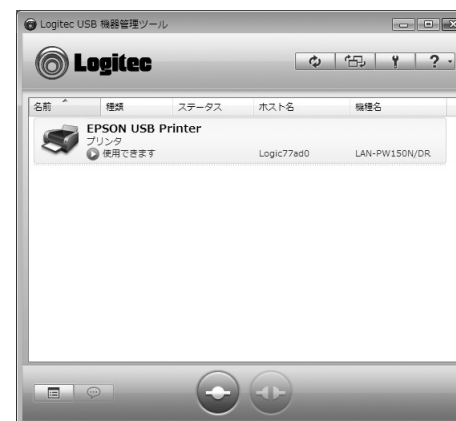 Logitec USB 機器管理ツール
Logitec
?
名前 種類 ステータス ホスト名 機種名
EPSON USB Printer
プリンタ
使用できます Logic77ad0 LAN-PW150N/DR